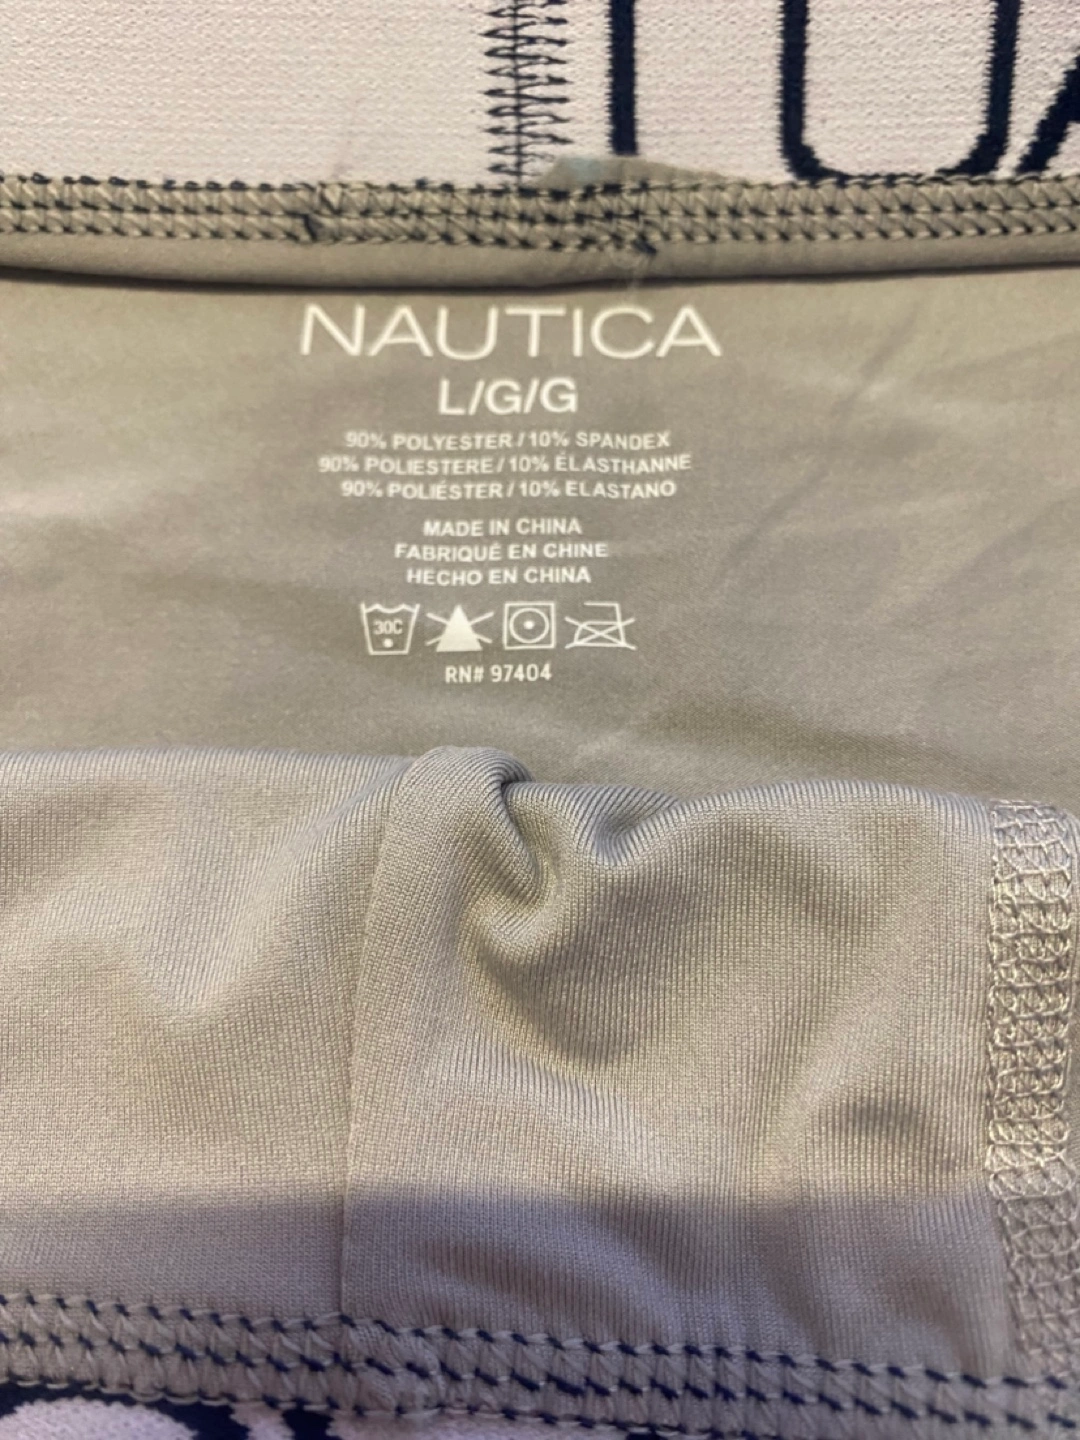 NAUTICA
L/G/G
90% POLYESTER / 10% SPANDEX
90% POLIESTERE / 10% ÉLASTHANNE
90% POLIÉSTER / 10% ELASTANO
MADE IN CHINA
FABRIQUÉ EN CHINE
HECHO EN CHINA
30C
RN# 97404